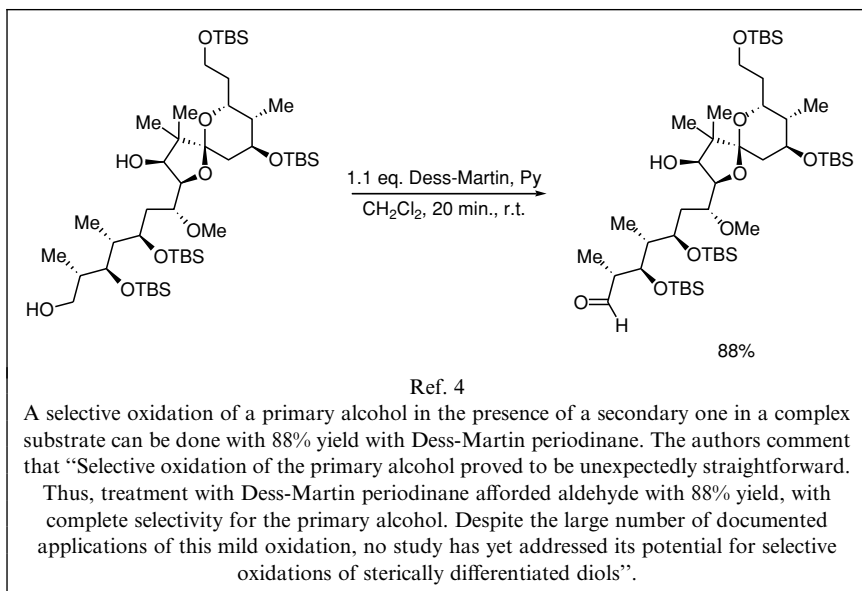 OTBS
OTBS
Me
Me
Me
O
HO
O
OTBS
Me
OMe
Me
OTBS
OTBS
HO
1.1 eq. Dess-Martin, Py
CH2Cl2, 20 min., r.t.
Me
Me
Me
O
HO
O
OTBS
Me
OMe
Me
OTBS
OTBS
O
H
88%
Ref. 4
A selective oxidation of a primary alcohol in the presence of a secondary one in a complex
substrate can be done with 88% yield with Dess-Martin periodinane. The authors comment
that “Selective oxidation of the primary alcohol proved to be unexpectedly straightforward.
Thus, treatment with Dess-Martin periodinane afforded aldehyde with 88% yield, with
complete selectivity for the primary alcohol. Despite the large number of documented
applications of this mild oxidation, no study has yet addressed its potential for selective
oxidations of sterically differentiated diols”.